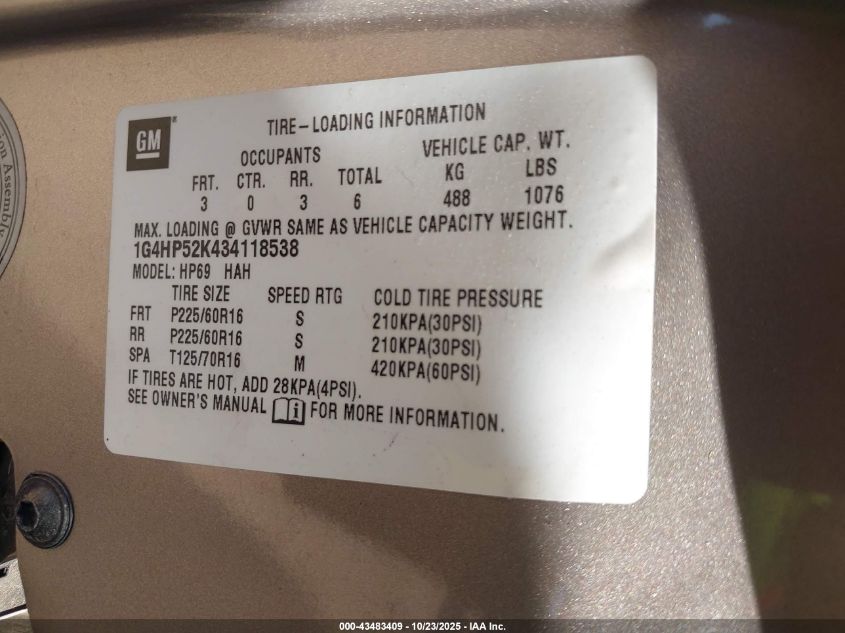 GM
TIRE-LOADING INFORMATION
OCCUPANTS VEHICLE CAP. WT.
FRT. CTR. RR. TOTAL KG LBS
3 0 3 6 488 1076
MAX. LOADING @ GVWR SAME AS VEHICLE CAPACITY WEIGHT.
1G4HP52K434118538
MODEL: HP69 HAH
TIRE SIZE SPEED RTG COLD TIRE PRESSURE
FRT P225/60R16 S 210KPA(30PSI)
RR P225/60R16 S 210KPA(30PSI)
SPA T125/70R16 M 420KPA(60PSI)
IF TIRES ARE HOT, ADD 28KPA(4PSI).
SEE OWNER'S MANUAL i FOR MORE INFORMATION.
000-43483409 - 10/23/2025 - IAA Inc.